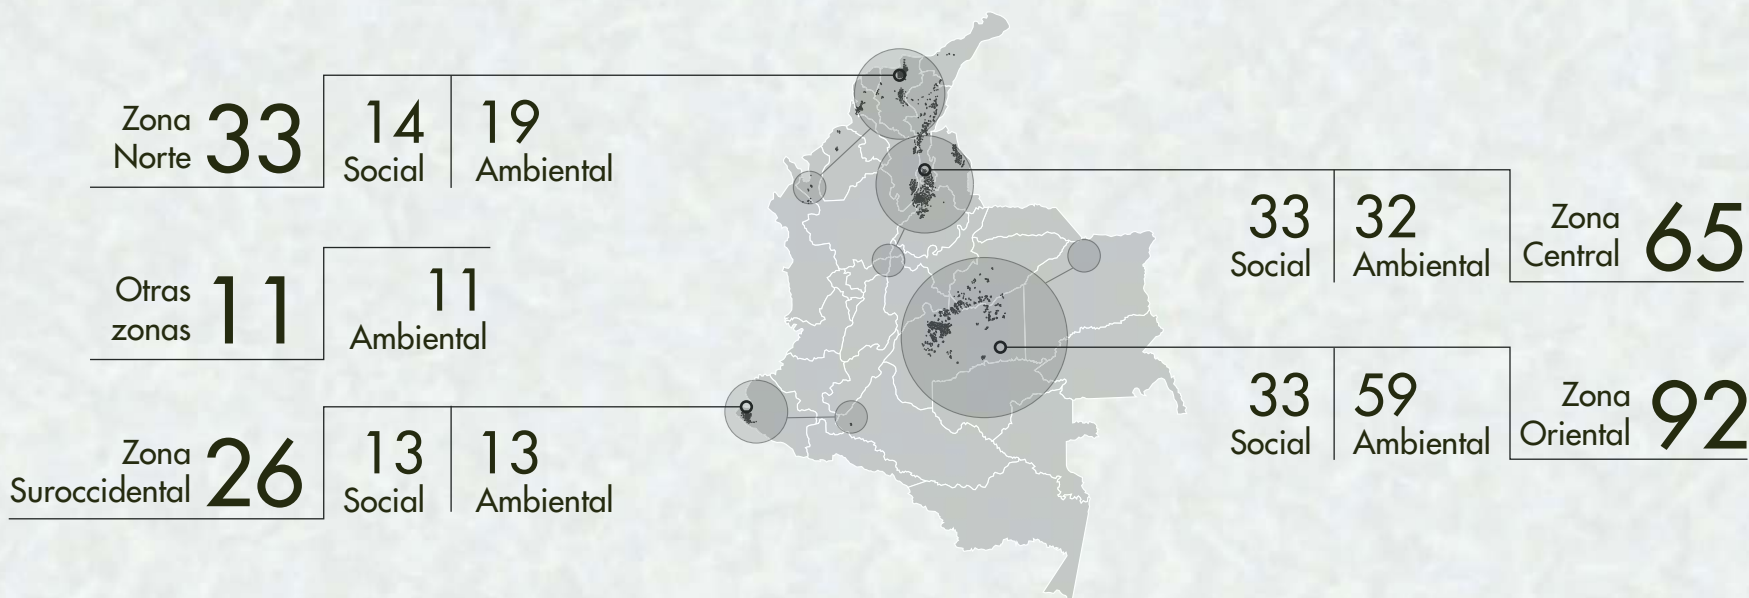 Zona
Norte
33
14
Social
19
Ambiental
Otras
zonas
11
11
Ambiental
Zona
Suroccidental
26
13
Social
13
Ambiental
33
Social
32
Ambiental
Zona
Central
65
33
Social
59
Ambiental
Zona
Oriental
92